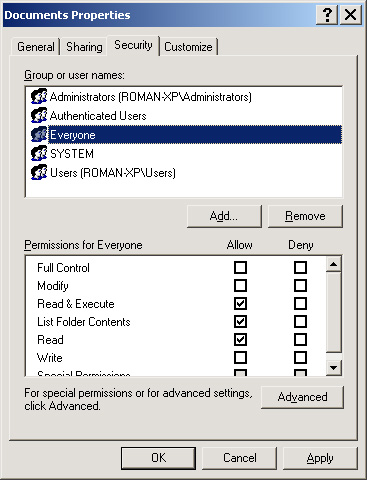 Documents Properties
General Sharing Security Customize
Group or user names:
Administrators (ROMAN-XP\Administrators)
Authenticated Users
Everyone
SYSTEM
Users (ROMAN-XP\Users)
Add... Remove
Permissions for Everyone Allow Deny
Full Control
Modify
Read & Execute
List Folder Contents
Read
Write
Special Permissions
For special permissions or for advanced settings,
click Advanced.
Advanced
OK Cancel Apply